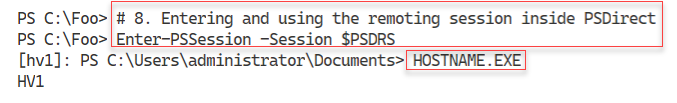 PS C:\Foo> # 8. Entering and using the remoting session inside PSDirect
PS C:\Foo> Enter-PSSession -Session $PSDRS
[hv1]: PS C:\Users\administrator\Documents> HOSTNAME.EXE
HV1